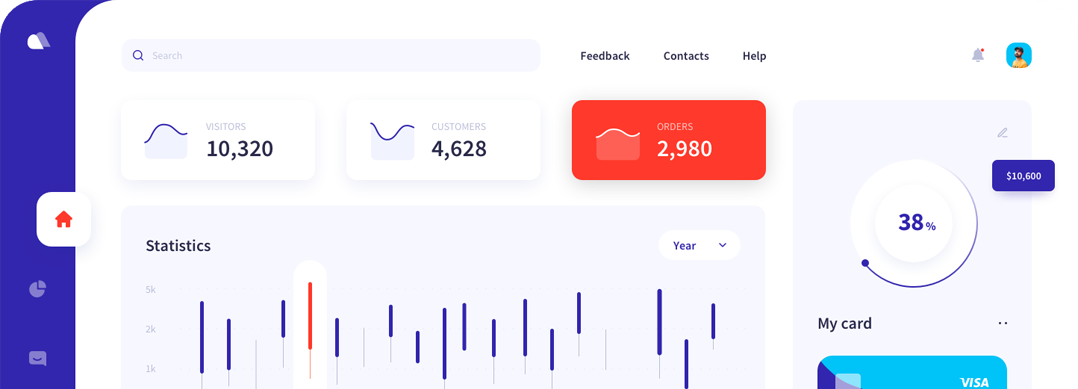 Search
Feedback
Contacts
Help
VISITORS
10,320
CUSTOMERS
4,628
ORDERS
2,980
$10,600
38%
Statistics
Year
5k
2k
1k
My card
VISA